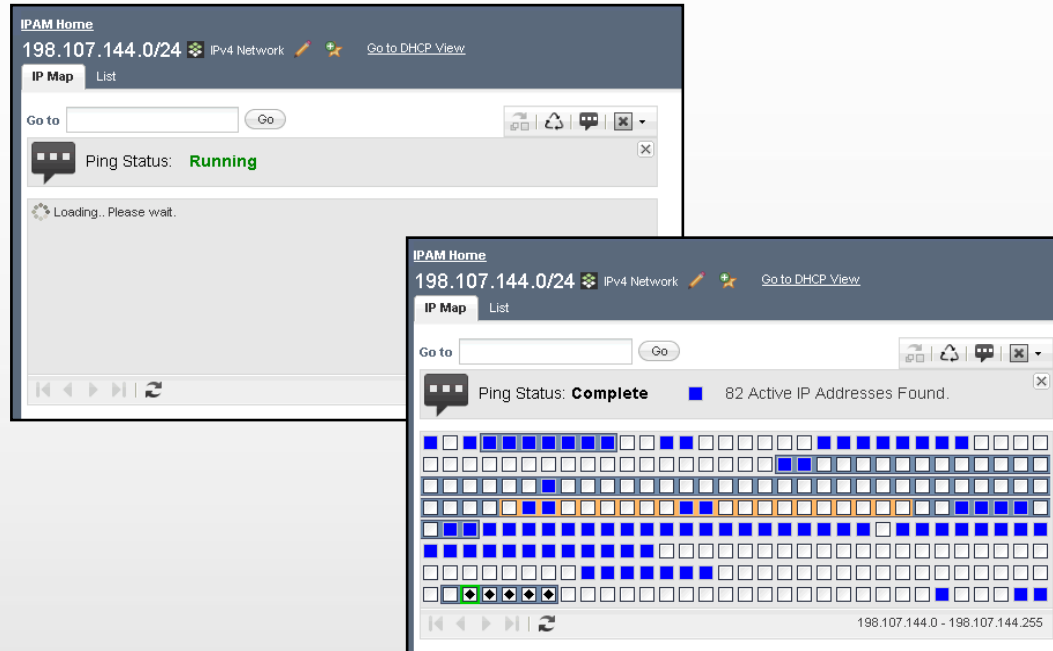 IPAM Home
198.107.144.0/24 IPv4 Network Go to DHCP View
IP Map List
Go to Go
Ping Status: Running
Loading.. Please wait.
IPAM Home
198.107.144.0/24 IPv4 Network Go to DHCP View
IP Map List
Go to Go
Ping Status: Complete 82 Active IP Addresses Found.
198.107.144.0 - 198.107.144.255